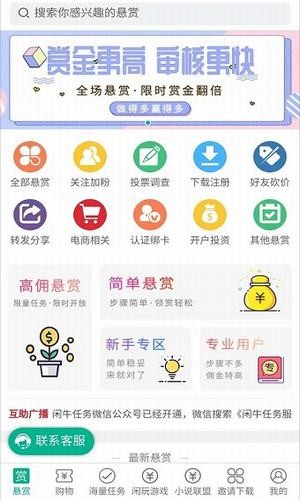 搜索你感兴趣的悬赏
赏金更高 审核更快
全场悬赏·限时赏金翻倍
做得多赢得多
全部悬赏 关注加粉 投票调查 下载注册 好友砍价
转发分享 电商相关 认证绑卡 开户投资 其他悬赏
高佣悬赏
海量任务·限时开放
简单悬赏
步骤简单·领赏轻松
新手专区
简单稳妥
来就对了
专业用户
步骤不多
佣金特高
互助广播 闲牛任务微信公众号已经开通，微信搜索《闲牛任务服
联系客服
最新悬赏
赏
悬赏 购物 海量任务 闲玩游戏 小说联盟 邀请下载 我的